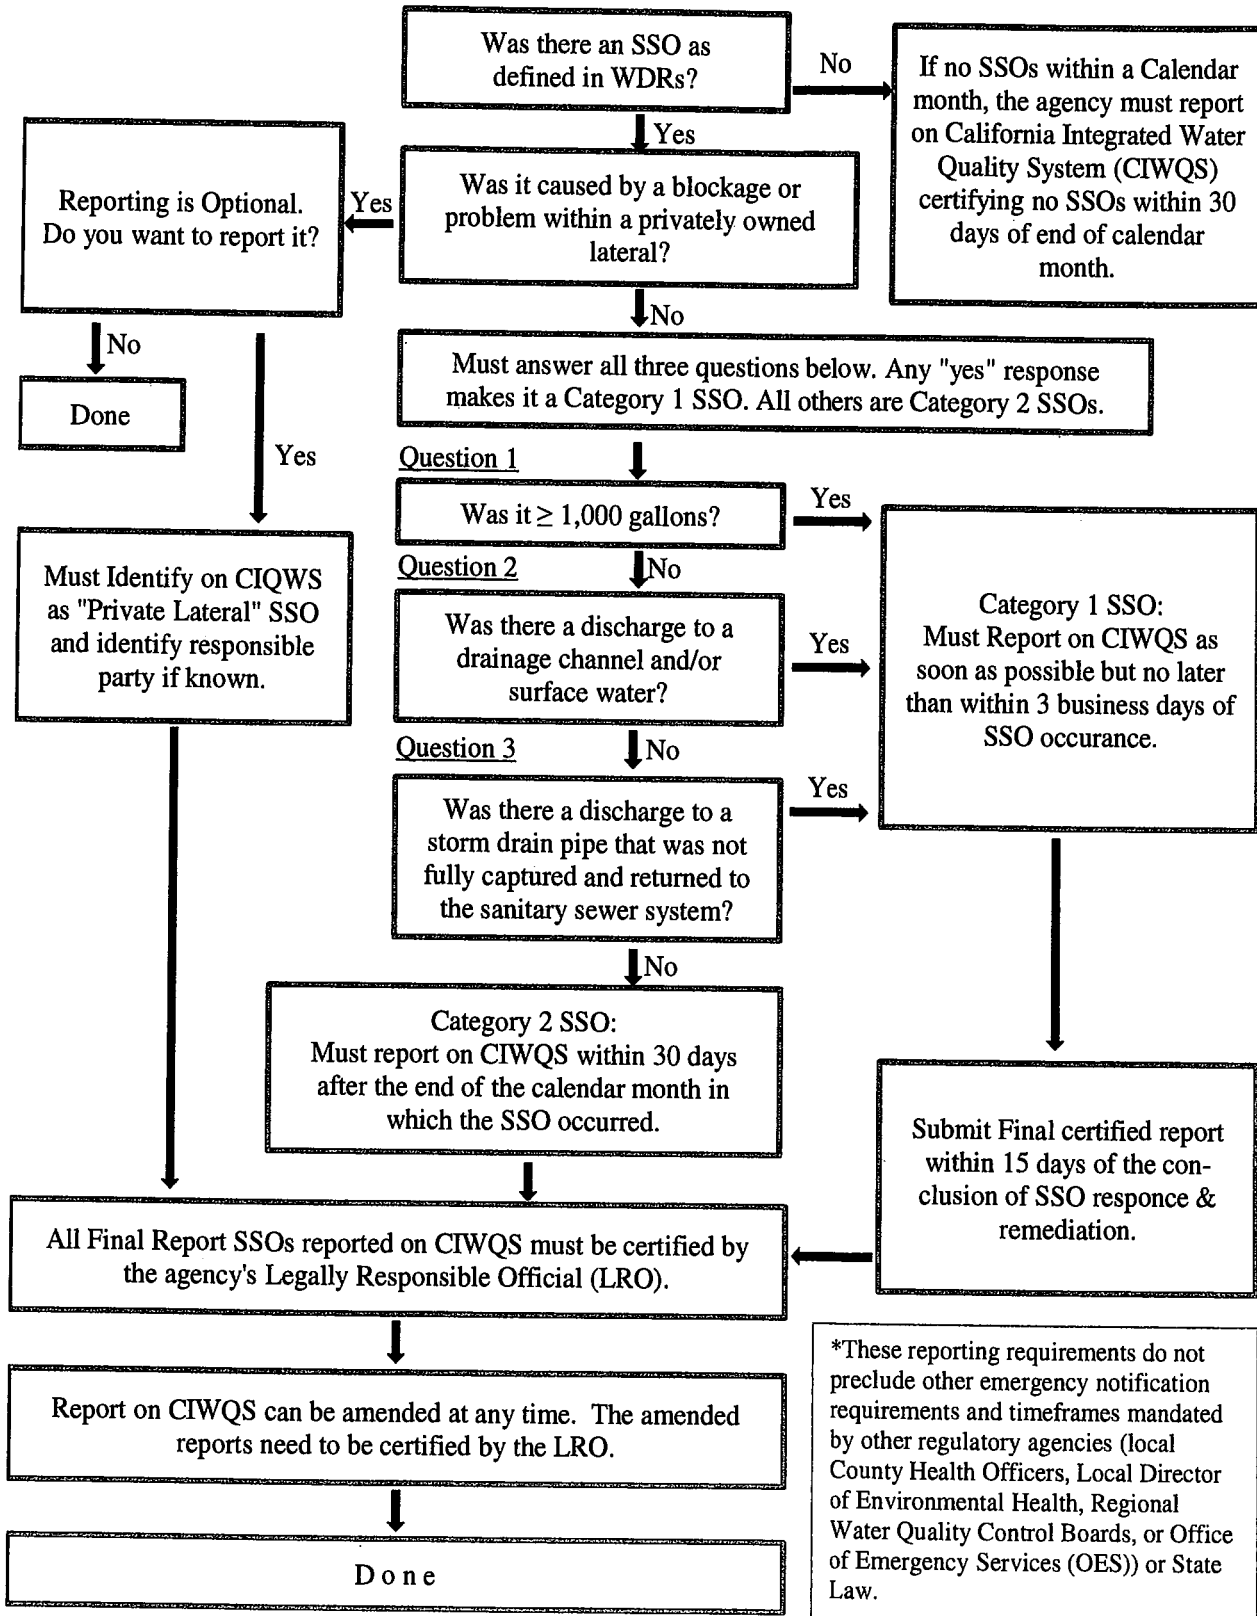 Was there an SSO as
defined in WDRs?
No
If no SSOs within a Calendar
month, the agency must report
on California Integrated Water
Quality System (CIWQS)
certifying no SSOs within 30
days of end of calendar
month.
Yes
Was it caused by a blockage or
problem within a privately owned
lateral?
Yes
Reporting is Optional.
Do you want to report it?
No
Done
Yes
No
Must answer all three questions below. Any "yes" response
makes it a Category 1 SSO. All others are Category 2 SSOs.
Question 1
Was it ≥ 1,000 gallons?
Yes
Question 2
No
Must Identify on CIQWS
as "Private Lateral" SSO
and identify responsible
party if known.
Was there a discharge to a
drainage channel and/or
surface water?
Yes
Category 1 SSO:
Must Report on CIWQS as
soon as possible but no later
than within 3 business days of
SSO occurance.
Question 3
No
Was there a discharge to a
storm drain pipe that was not
fully captured and returned to
the sanitary sewer system?
Yes
No
Category 2 SSO:
Must report on CIWQS within 30 days
after the end of the calendar month in
which the SSO occurred.
Submit Final certified report
within 15 days of the con-
clusion of SSO responce &
remediation.
All Final Report SSOs reported on CIWQS must be certified by
the agency's Legally Responsible Official (LRO).
Report on CIWQS can be amended at any time. The amended
reports need to be certified by the LRO.
Done
*These reporting requirements do not
preclude other emergency notification
requirements and timeframes mandated
by other regulatory agencies (local
County Health Officers, Local Director
of Environmental Health, Regional
Water Quality Control Boards, or Office
of Emergency Services (OES)) or State
Law.